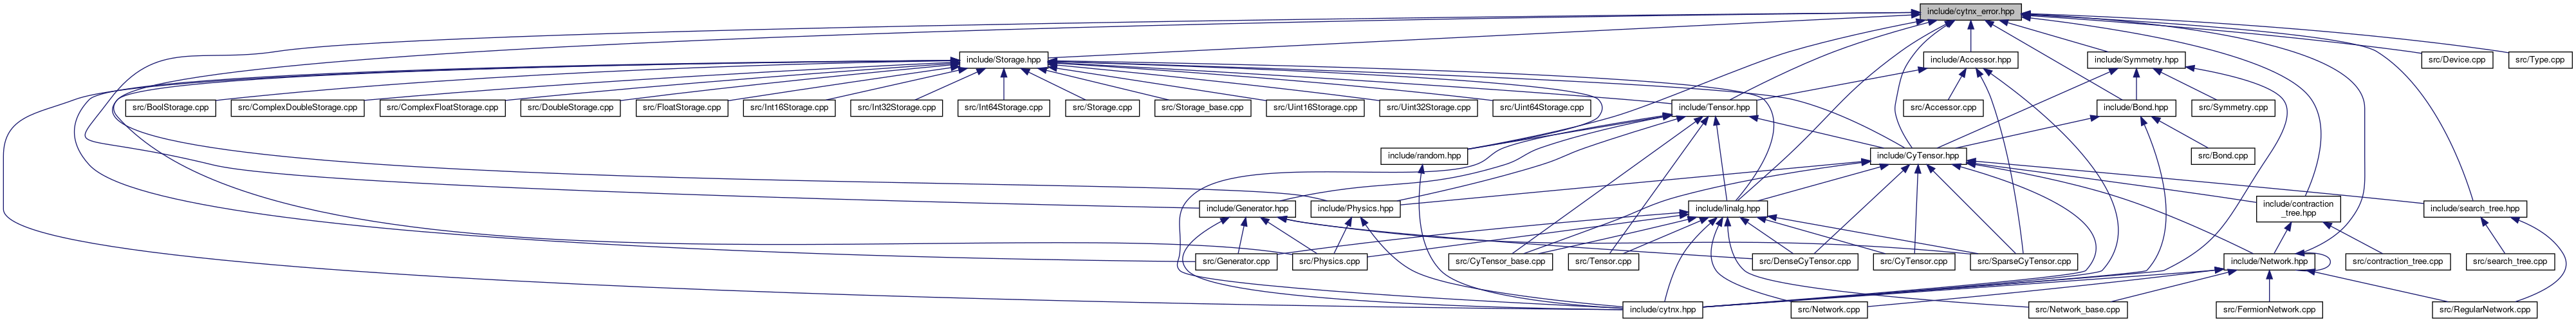 include/cytnx_error.hpp
include/Storage.hpp
include/Accessor.hpp
include/Symmetry.hpp
src/Device.cpp
src/Type.cpp
src/BoolStorage.cpp
src/ComplexDoubleStorage.cpp
src/ComplexFloatStorage.cpp
src/DoubleStorage.cpp
src/FloatStorage.cpp
src/Int16Storage.cpp
src/Int32Storage.cpp
src/Int64Storage.cpp
src/Storage.cpp
src/Storage_base.cpp
src/Uint16Storage.cpp
src/Uint32Storage.cpp
src/Uint64Storage.cpp
include/Tensor.hpp
src/Accessor.cpp
include/Bond.hpp
src/Symmetry.cpp
include/random.hpp
include/CyTensor.hpp
src/Bond.cpp
include/Generator.hpp
include/Physics.hpp
include/linalg.hpp
include/contraction
_tree.hpp
include/search_tree.hpp
src/Generator.cpp
src/Physics.cpp
src/CyTensor_base.cpp
src/Tensor.cpp
src/DenseCyTensor.cpp
src/CyTensor.cpp
src/SparseCyTensor.cpp
include/Network.hpp
src/contraction_tree.cpp
src/search_tree.cpp
include/cytnx.hpp
src/Network.cpp
src/Network_base.cpp
src/FermionNetwork.cpp
src/RegularNetwork.cpp